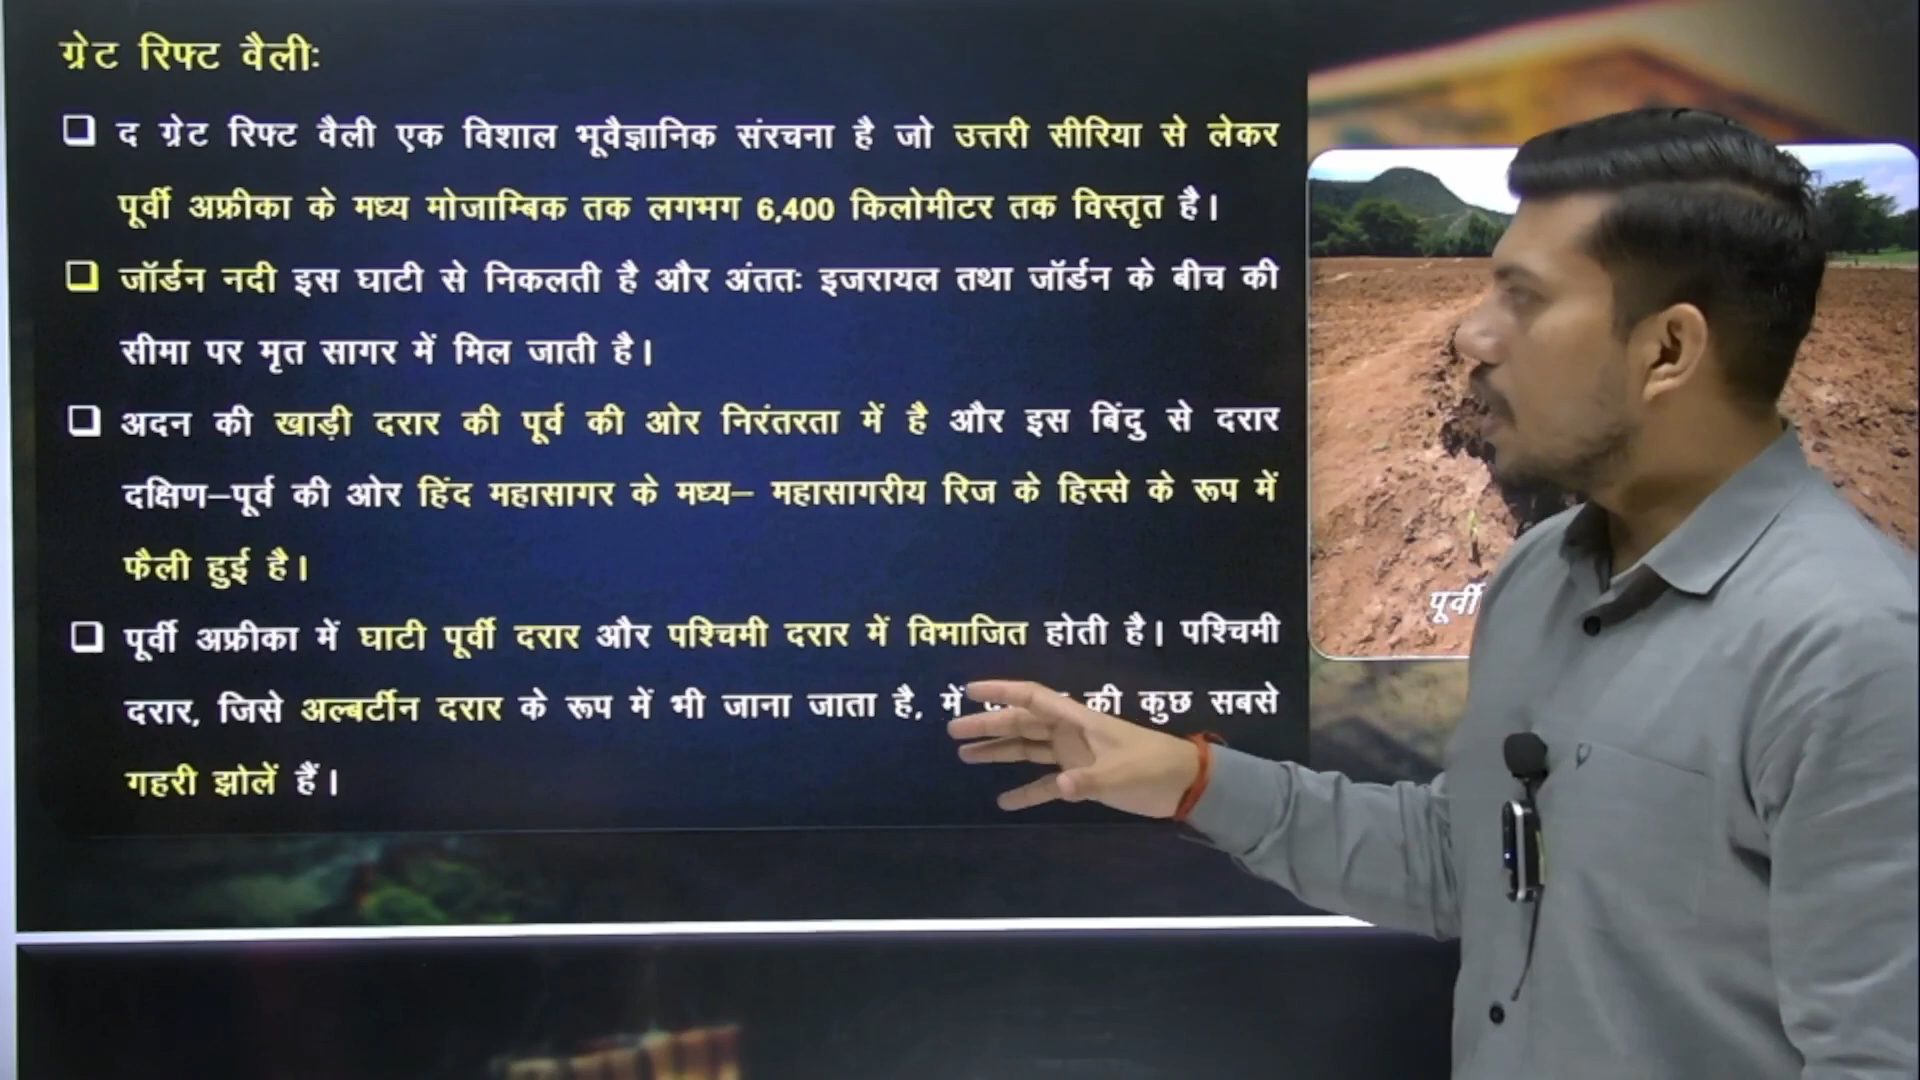 ग्रेट रिफ्ट वैलीः
द ग्रेट रिफ्ट वैली एक विशाल भूवैज्ञानिक संरचना है जो उत्तरी सीरिया से लेकर
पूर्वी अफ्रीका के मध्य मोजाम्बिक तक लगभग 6,400 किलोमीटर तक विस्तृत है।
जॉर्डन नदी इस घाटी से निकलती है और अंततः इजरायल तथा जॉर्डन के बीच की
सीमा पर मृत सागर में मिल जाती है।
अदन की खाड़ी दरार की पूर्व की ओर निरंतरता में है और इस बिंदु से दरार
दक्षिण–पूर्व की ओर हिंद महासागर के मध्य– महासागरीय रिज के हिस्से के रूप में
फैली हुई है।
पूर्वी अफ्रीका में घाटी पूर्वी दरार और पश्चिमी दरार में विभाजित होती है। पश्चिमी
दरार, जिसे अल्बर्टीन दरार के रूप में भी जाना जाता है, में की कुछ सबसे
गहरी झीलें हैं।
पूर्वी